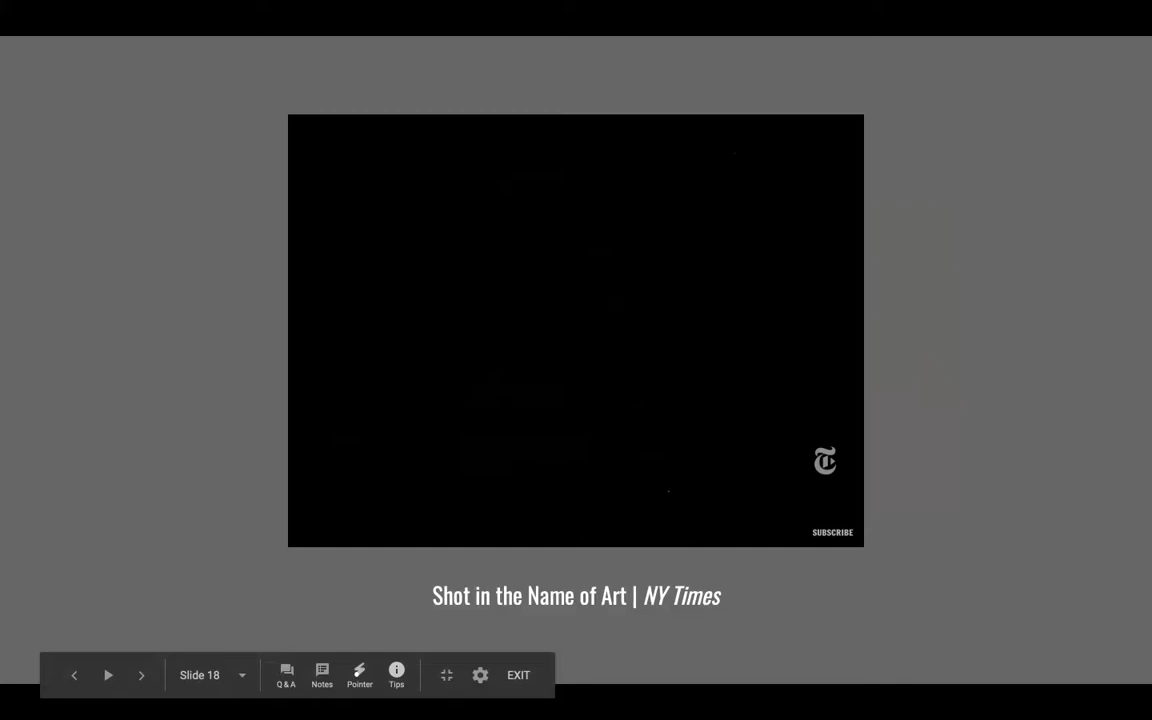 SUBSCRIBE
Shot in the Name of Art | NY Times
Slide 18
Q & A
Notes
Pointer
Tips
EXIT